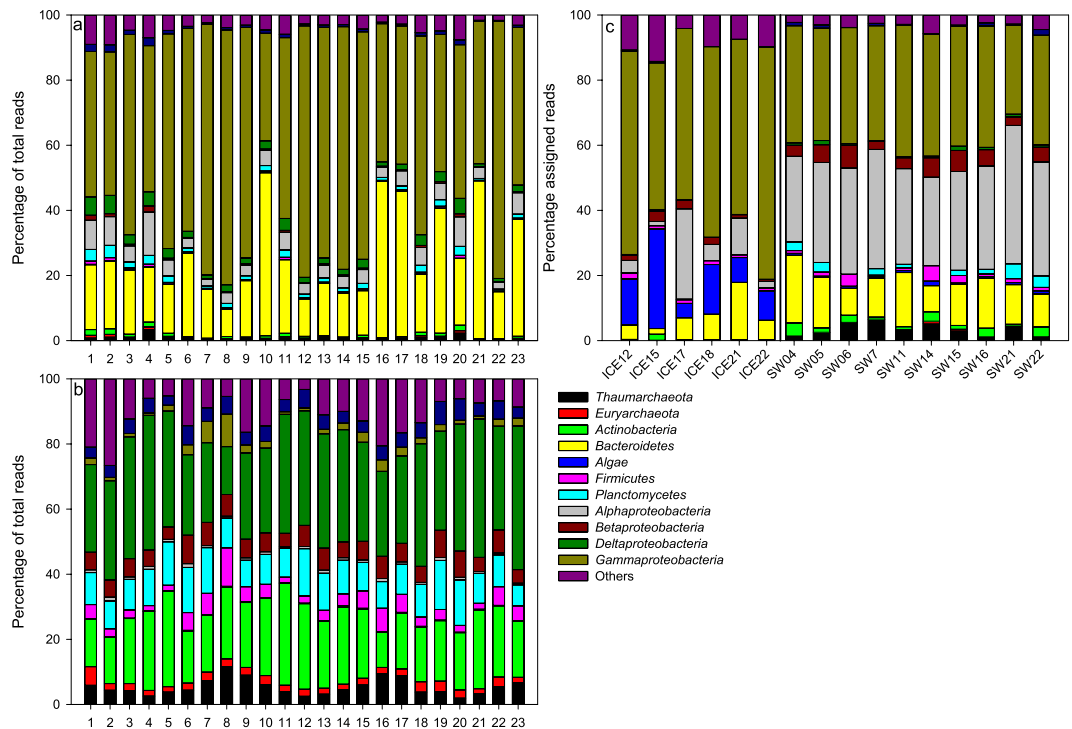 a
Percentage of total reads
100
80
60
40
20
0
1 2 3 4 5 6 7 8 9 10 11 12 13 14 15 16 17 18 19 20 21 22 23
c
Percentage assigned reads
100
80
60
40
20
0
ICE12 ICE15 ICE17 ICE18 ICE21 ICE22 SW04 SW05 SW06 SW7 SW11 SW14 SW15 SW16 SW21 SW22
b
Percentage of total reads
100
80
60
40
20
0
1 2 3 4 5 6 7 8 9 10 11 12 13 14 15 16 17 18 19 20 21 22 23
Thaumarchaeota
Euryarchaeota
Actinobacteria
Bacteroidetes
Algae
Firmicutes
Planctomycetes
Alphaproteobacteria
Betaproteobacteria
Deltaproteobacteria
Gammaproteobacteria
Others